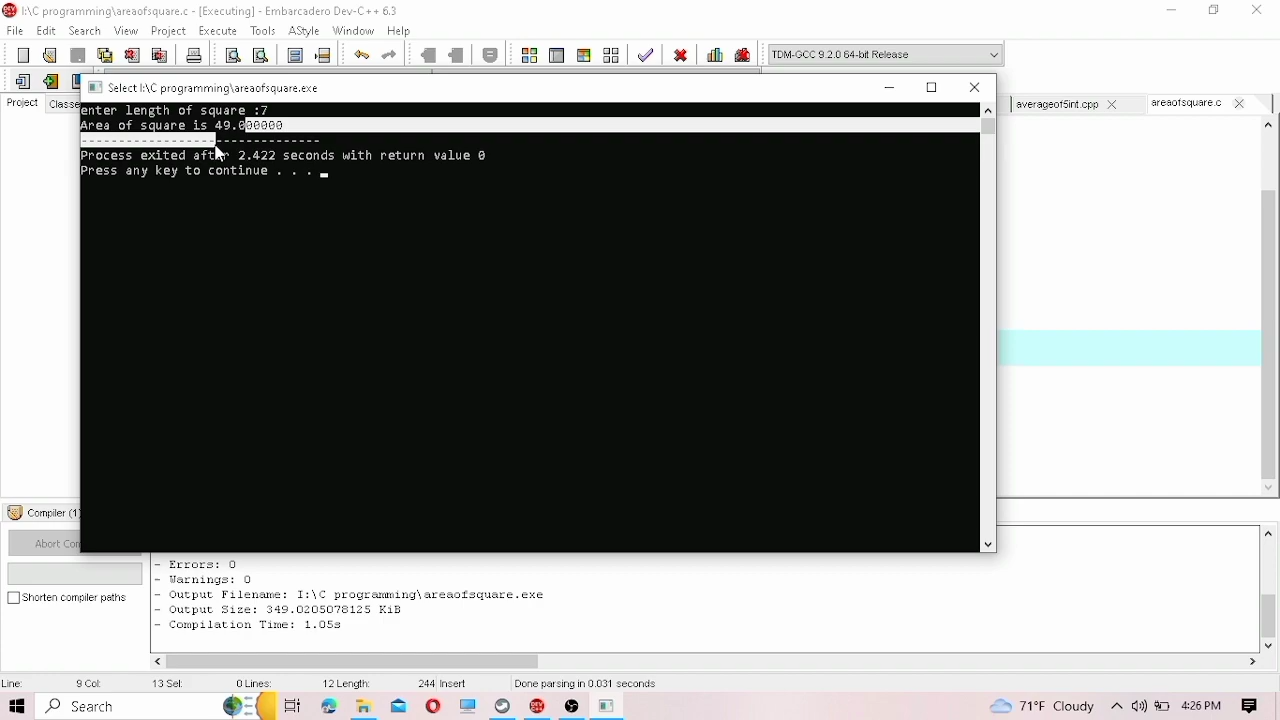 I:\C programming\areaofsquare.c - [Executing] - Embarcadero Dev-C++ 6.3
File Edit Search View Project Execute Tools AStyle Window Help
TDM-GCC 9.2.0 64-bit Release
Project Classe
averageof5int.cpp areaofsquare.c
Select I:\C programming\areaofsquare.exe
enter length of square :7
Area of square is 49.000000
--------------------------------
Process exited after 2.422 seconds with return value 0
Press any key to continue . . .
Compiler (1)
Abort Com
Shorten compiler paths
- Errors: 0
- Warnings: 0
- Output Filename: I:\C programming\areaofsquare.exe
- Output Size: 349.0205078125 KiB
- Compilation Time: 1.05s
Line: 9 Col: 13 Sel: 0 Lines: 12 Length: 244 Insert Done parsing in 0.031 seconds
Search 71°F Cloudy 4:26 PM